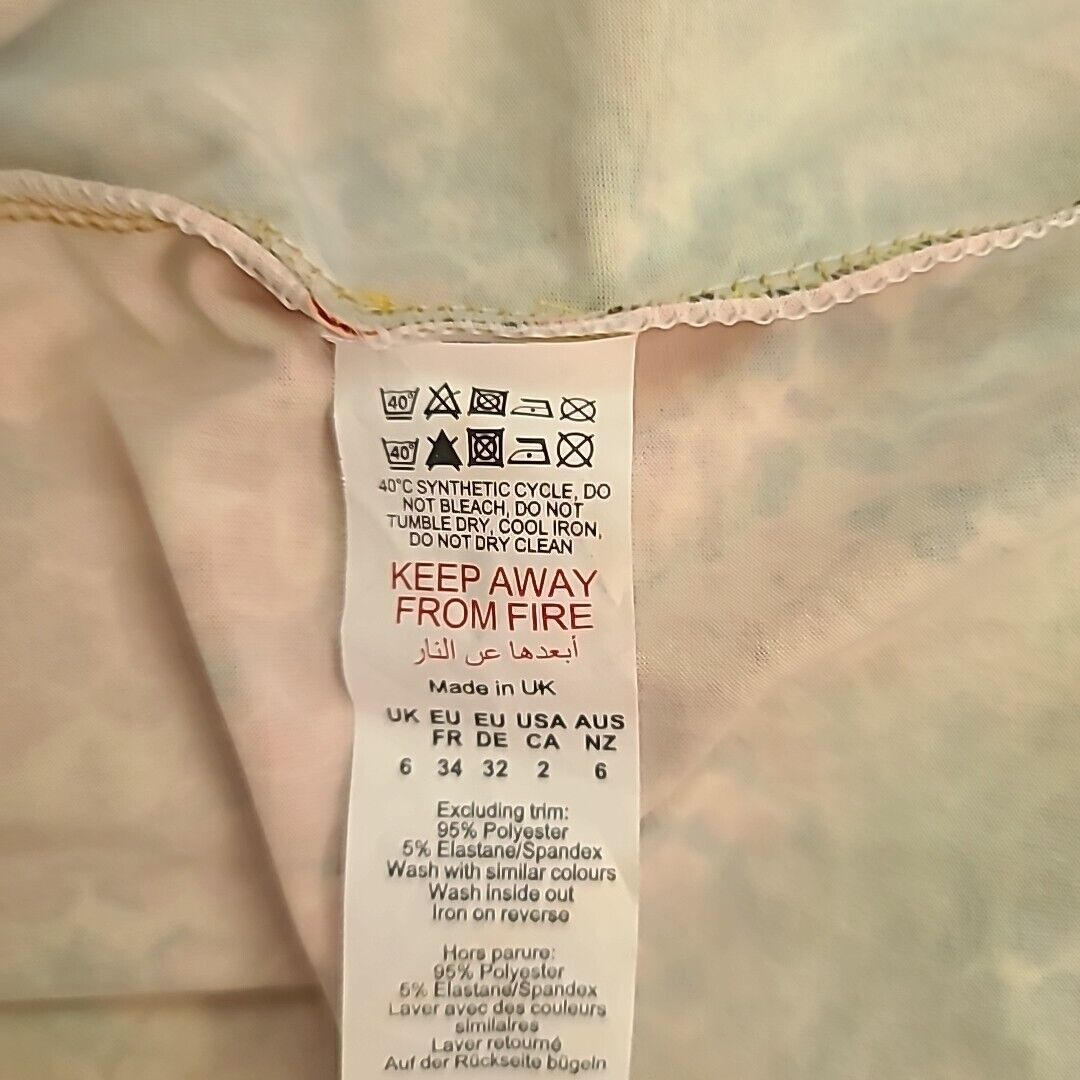 40°
40°
40°C SYNTHETIC CYCLE, DO
NOT BLEACH, DO NOT
TUMBLE DRY, COOL IRON,
DO NOT DRY CLEAN
KEEP AWAY
FROM FIRE
أبعدها عن النار
Made in UK
UK EU EU USA AUS
FR DE CA NZ
6 34 32 2 6
Excluding trim:
95% Polyester
5% Elastane/Spandex
Wash with similar colours
Wash inside out
Iron on reverse
Hors parure:
95% Polyester
5% Elastane/Spandex
Laver avec des couleurs
similaires
Laver retourné
Auf der Rückseite bügeln